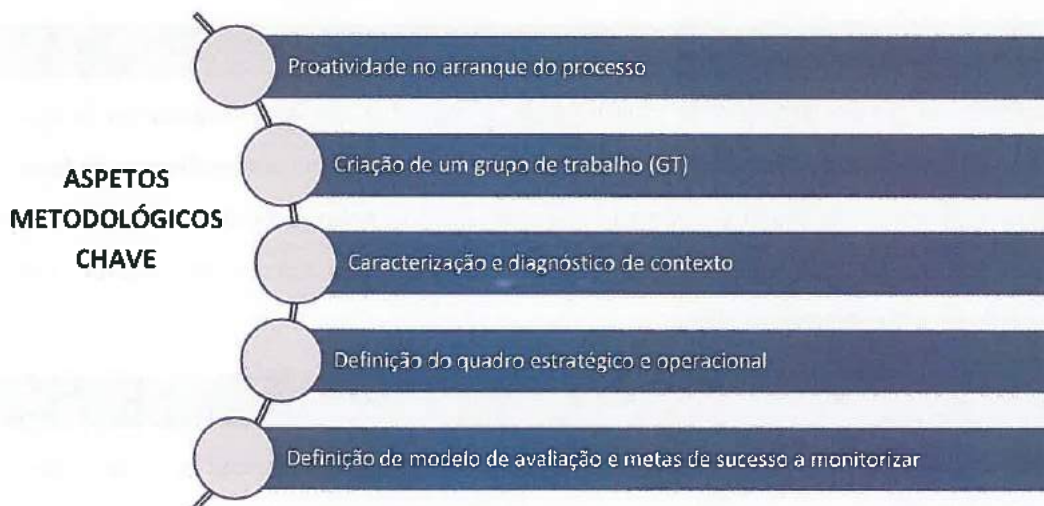 ASPETOS
METODOLÓGICOS
CHAVE
Proatividade no arranque do processo
Criação de um grupo de trabalho (GT)
Caracterização e diagnóstico de contexto
Definição do quadro estratégico e operacional
Definição de modelo de avaliação e metas de sucesso a monitorizar